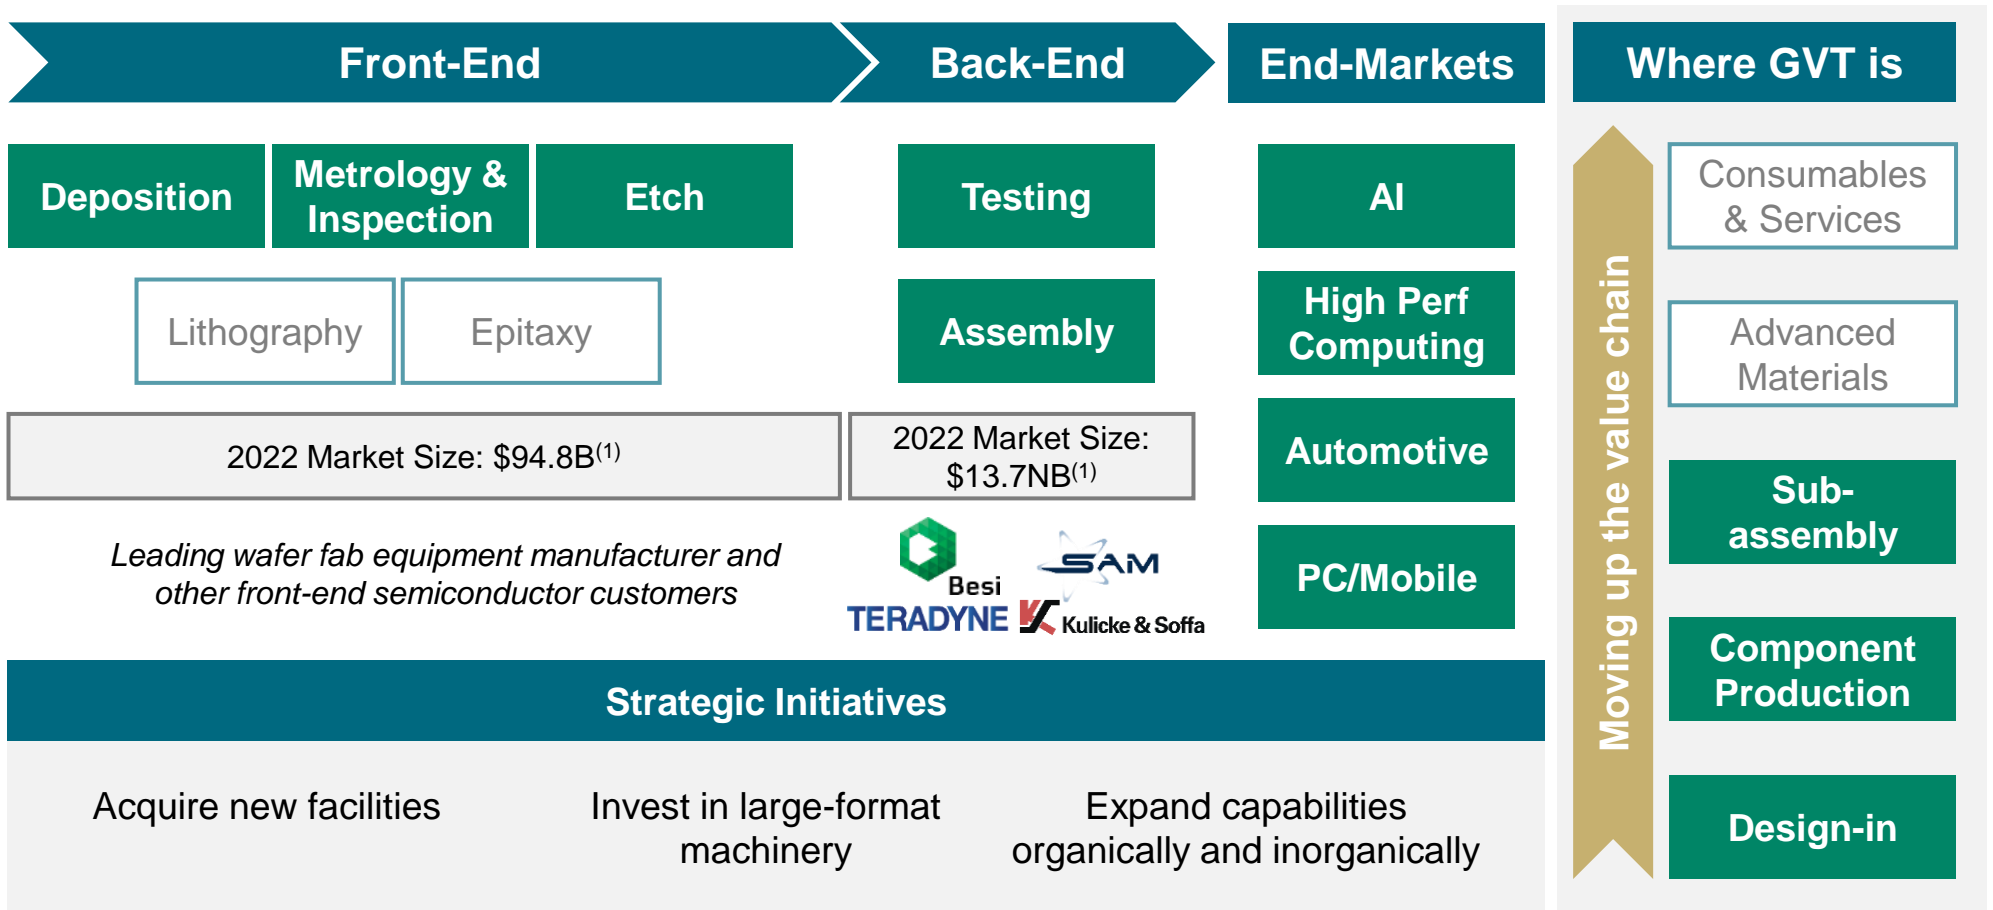 Front-End
Back-End
End-Markets
Where GVT is
Deposition
Metrology &
Inspection
Etch
Testing
AI
Lithography
Epitaxy
Assembly
High Perf
Computing
2022 Market Size: $94.8B(1)
2022 Market Size:
$13.7NB(1)
Automotive
Leading wafer fab equipment manufacturer and
other front-end semiconductor customers
Besi
SAM
TERADYNE
KS Kulicke & Soffa
PC/Mobile
Strategic Initiatives
Acquire new facilities
Invest in large-format
machinery
Expand capabilities
organically and inorganically
Moving up the value chain
Consumables
& Services
Advanced
Materials
Sub-
assembly
Component
Production
Design-in